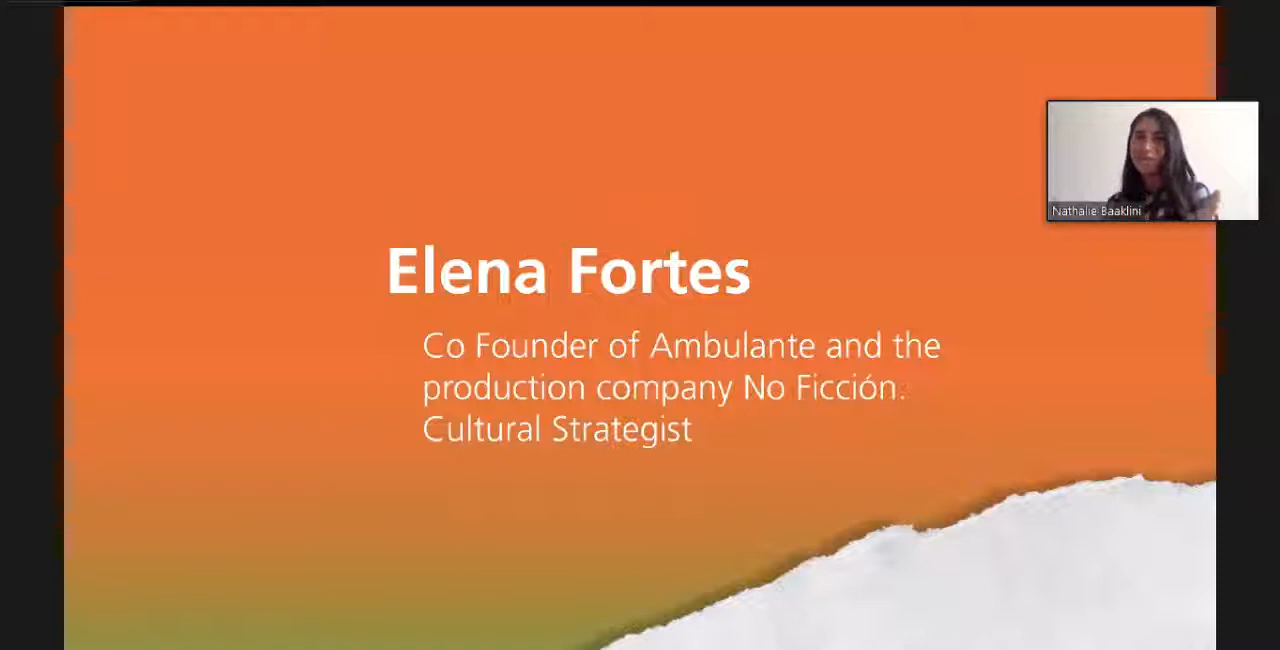 Elena Fortes
Co Founder of Ambulante and the
production company No Ficción.
Cultural Strategist
Nathalie Baaklini